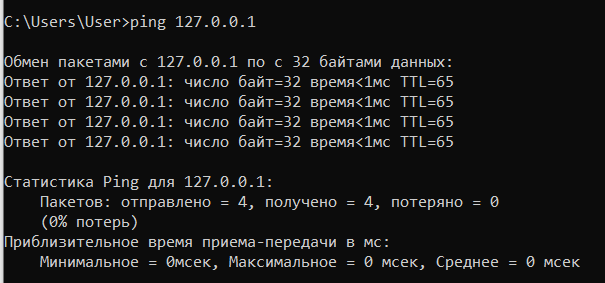 C:\Users\User>ping 127.0.0.1
Обмен пакетами с 127.0.0.1 по с 32 байтами данных:
Ответ от 127.0.0.1: число байт=32 время<1мс TTL=65
Ответ от 127.0.0.1: число байт=32 время<1мс TTL=65
Ответ от 127.0.0.1: число байт=32 время<1мс TTL=65
Ответ от 127.0.0.1: число байт=32 время<1мс TTL=65
Статистика Ping для 127.0.0.1:
Пакетов: отправлено = 4, получено = 4, потеряно = 0
(0% потерь)
Приблизительное время приема-передачи в мс:
Минимальное = 0мсек, Максимальное = 0 мсек, Среднее = 0 мсек